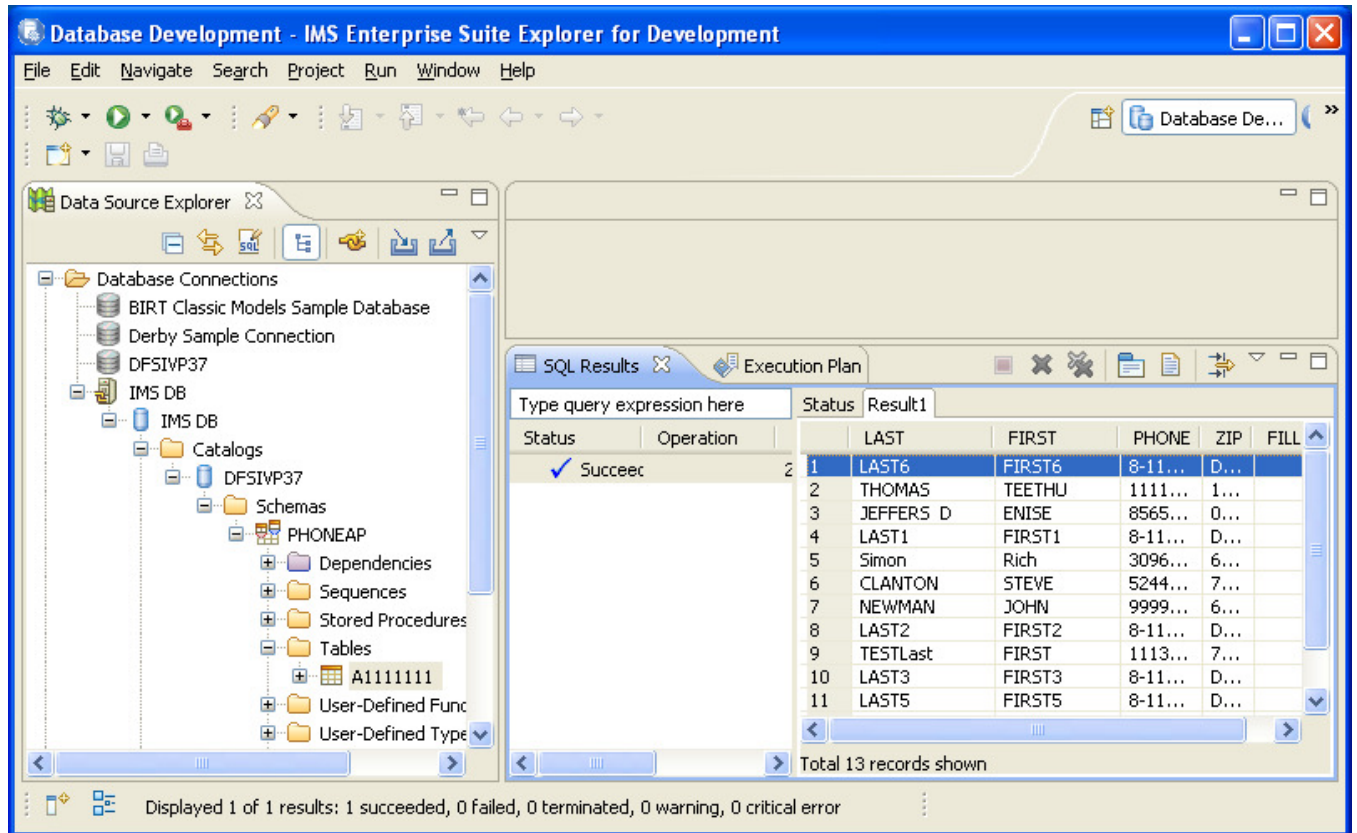 Database Development - IMS Enterprise Suite Explorer for Development
File Edit Navigate Search Project Run Window Help
Database De... »
Data Source Explorer
SQL
Database Connections
BIRT Classic Models Sample Database
Derby Sample Connection
DFSIVP37
IMS DB
IMS DB
Catalogs
DFSIVP37
Schemas
PHONEAP
Dependencies
Sequences
Stored Procedures
Tables
A1111111
User-Defined Func
User-Defined Type
SQL Results Execution Plan
Type query expression here
Status Operation
Succeec 2
Status Result1
LAST FIRST PHONE ZIP FILL
1 LAST6 FIRST6 8-11... D...
2 THOMAS TEETHU 1111... 1...
3 JEFFERS D ENISE 8565... 0...
4 LAST1 FIRST1 8-11... D...
5 Simon Rich 3096... 6...
6 CLANTON STEVE 5244... 7...
7 NEWMAN JOHN 9999... 6...
8 LAST2 FIRST2 8-11... D...
9 TESTLast FIRST 1113... 7...
10 LAST3 FIRST3 8-11... D...
11 LAST5 FIRST5 8-11... D...
Total 13 records shown
Displayed 1 of 1 results: 1 succeeded, 0 failed, 0 terminated, 0 warning, 0 critical error